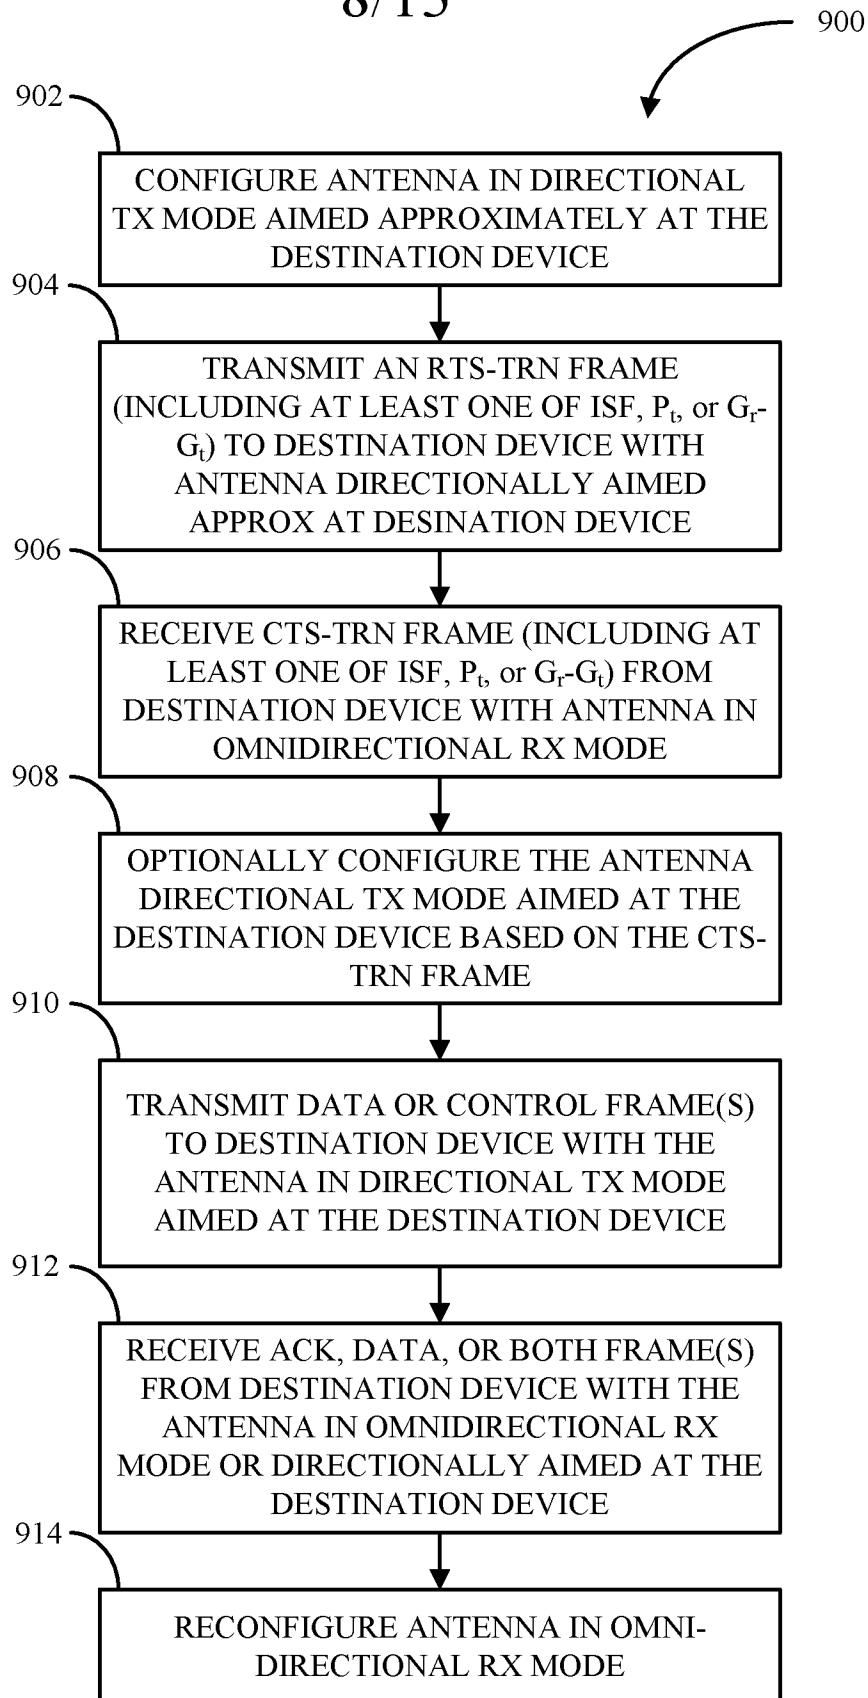 8/15
900
902
CONFIGURE ANTENNA IN DIRECTIONAL
TX MODE AIMED APPROXIMATELY AT THE
DESTINATION DEVICE
904
TRANSMIT AN RTS-TRN FRAME
(INCLUDING AT LEAST ONE OF ISF, Pt, or Gr-
Gt) TO DESTINATION DEVICE WITH
ANTENNA DIRECTIONALLY AIMED
APPROX AT DESINATION DEVICE
906
RECEIVE CTS-TRN FRAME (INCLUDING AT
LEAST ONE OF ISF, Pt, or Gr-Gt) FROM
DESTINATION DEVICE WITH ANTENNA IN
OMNIDIRECTIONAL RX MODE
908
OPTIONALLY CONFIGURE THE ANTENNA
DIRECTIONAL TX MODE AIMED AT THE
DESTINATION DEVICE BASED ON THE CTS-
TRN FRAME
910
TRANSMIT DATA OR CONTROL FRAME(S)
TO DESTINATION DEVICE WITH THE
ANTENNA IN DIRECTIONAL TX MODE
AIMED AT THE DESTINATION DEVICE
912
RECEIVE ACK, DATA, OR BOTH FRAME(S)
FROM DESTINATION DEVICE WITH THE
ANTENNA IN OMNIDIRECTIONAL RX
MODE OR DIRECTIONALLY AIMED AT THE
DESTINATION DEVICE
914
RECONFIGURE ANTENNA IN OMNI-
DIRECTIONAL RX MODE